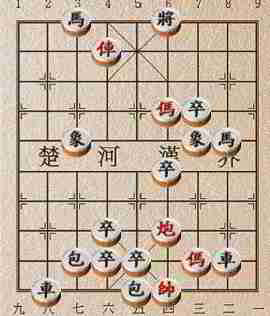 1 2 3 4 5 6 7 8 9
馬 將
俥
傌 卒
象 象 馬
楚 河 漢 界
卒
卒 炮
包 卒 卒 傌 車
車 包 帥
九 八 七 六 五 四 三 二 一